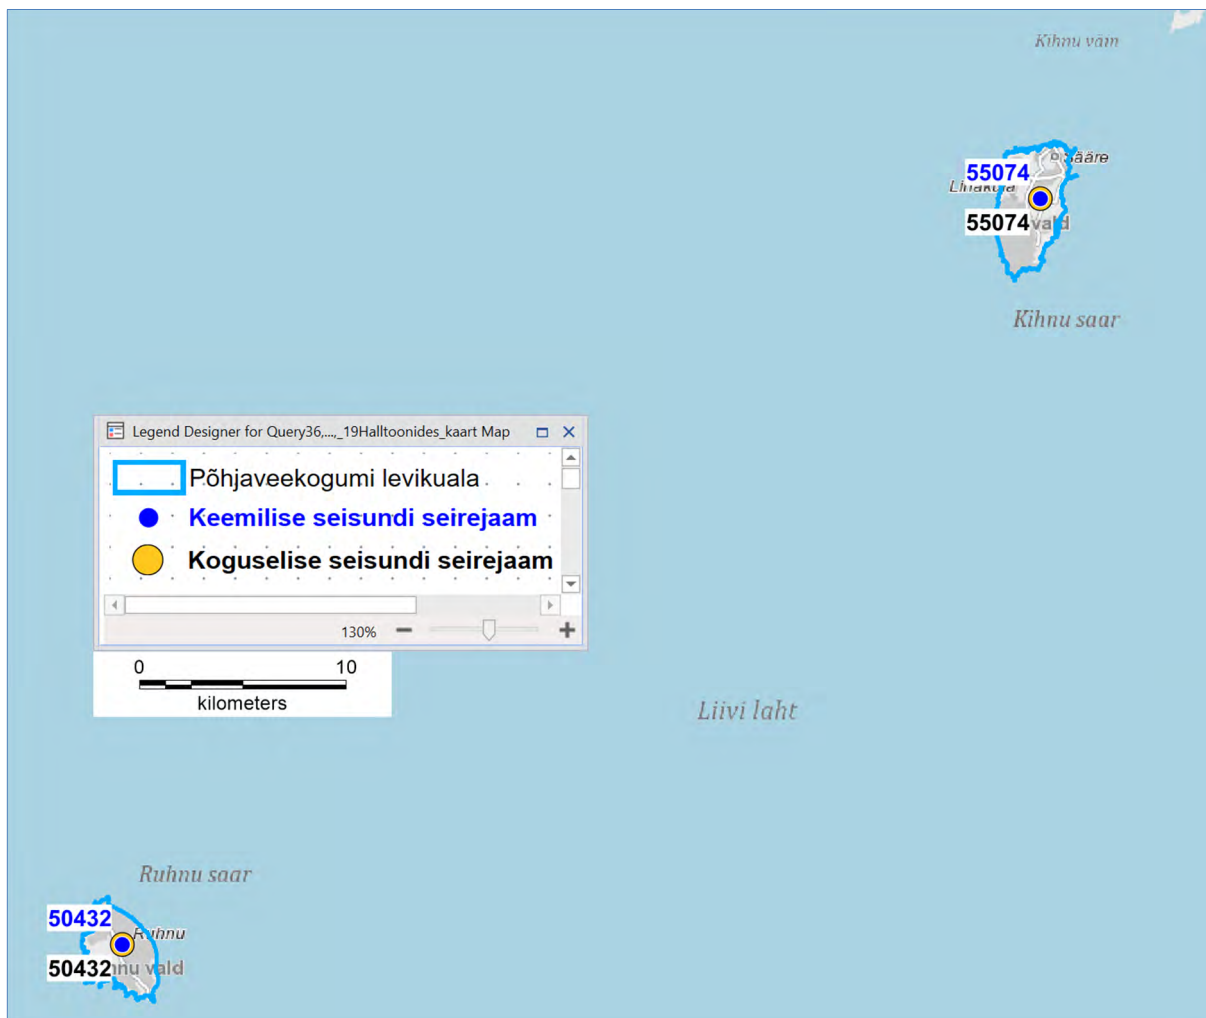 Kihnu väin
Sääre
55074
Linaküla
55074 vald
Kihnu saar
Legend Designer for Query36,...,_19Halltoonides_kaart Map
Põhjaveekogumi levikuala
Keemilise seisundi seirejaam
Koguselise seisundi seirejaam
130%
0 10
kilometers
Liivi laht
Ruhnu saar
50432
Ruhnu
50432 hnu vald